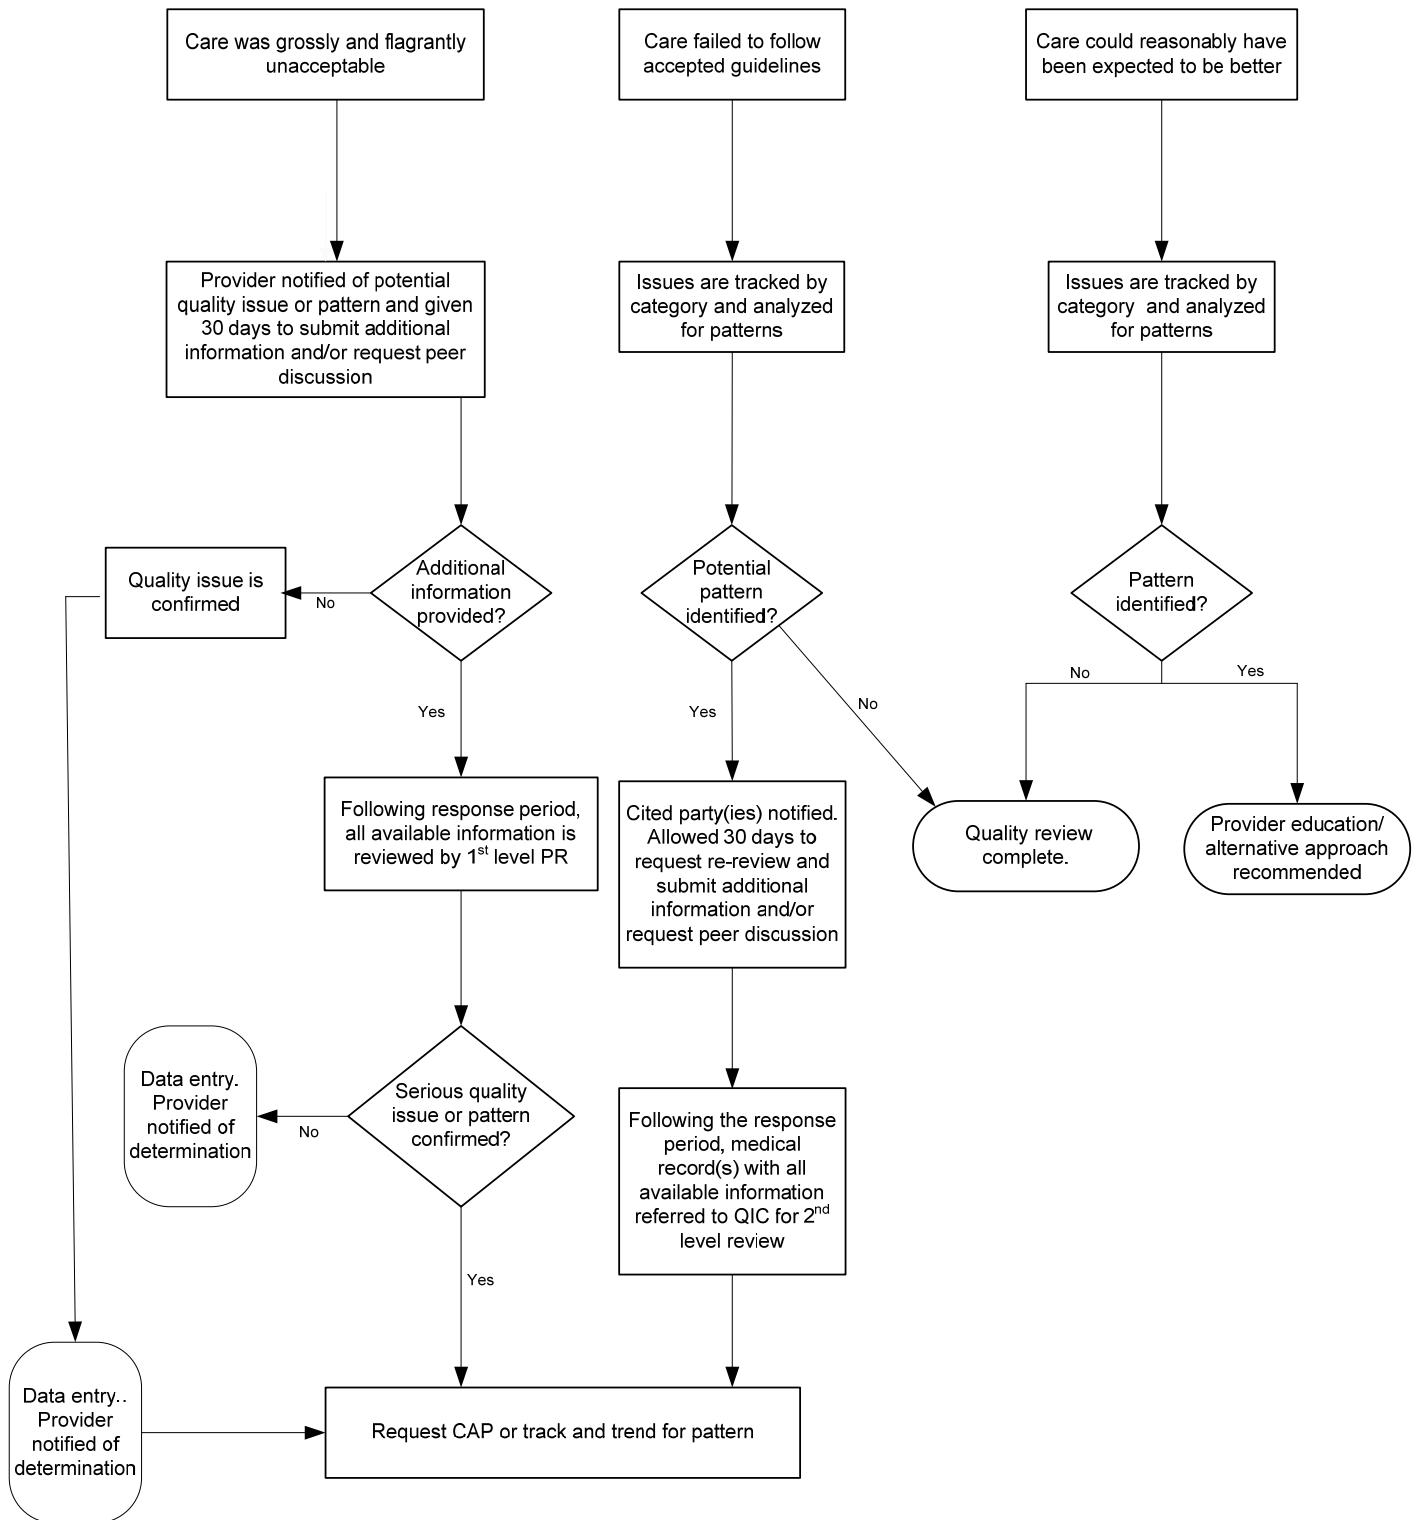 Care was grossly and flagrantly
unacceptable
Care failed to follow
accepted guidelines
Care could reasonably have
been expected to be better
Provider notified of potential
quality issue or pattern and given
30 days to submit additional
information and/or request peer
discussion
Issues are tracked by
category and analyzed
for patterns
Issues are tracked by
category  and analyzed
for patterns
Quality issue is
confirmed
No
Additional
information
provided?
Potential
pattern
identified?
Pattern
identified?
Yes
Yes
No
No
Yes
Following response period,
all available information is
reviewed by 1st level PR
Cited party(ies) notified.
Allowed 30 days to
request re-review and
submit additional
information and/or
request peer discussion
Quality review
complete.
Provider education/
alternative approach
recommended
Data entry.
Provider
notified of
determination
No
Serious quality
issue or pattern
confirmed?
Following the response
period, medical
record(s) with all
available information
referred to QIC for 2nd
level review
Yes
Data entry..
Provider
notified of
determination
Request CAP or track and trend for pattern